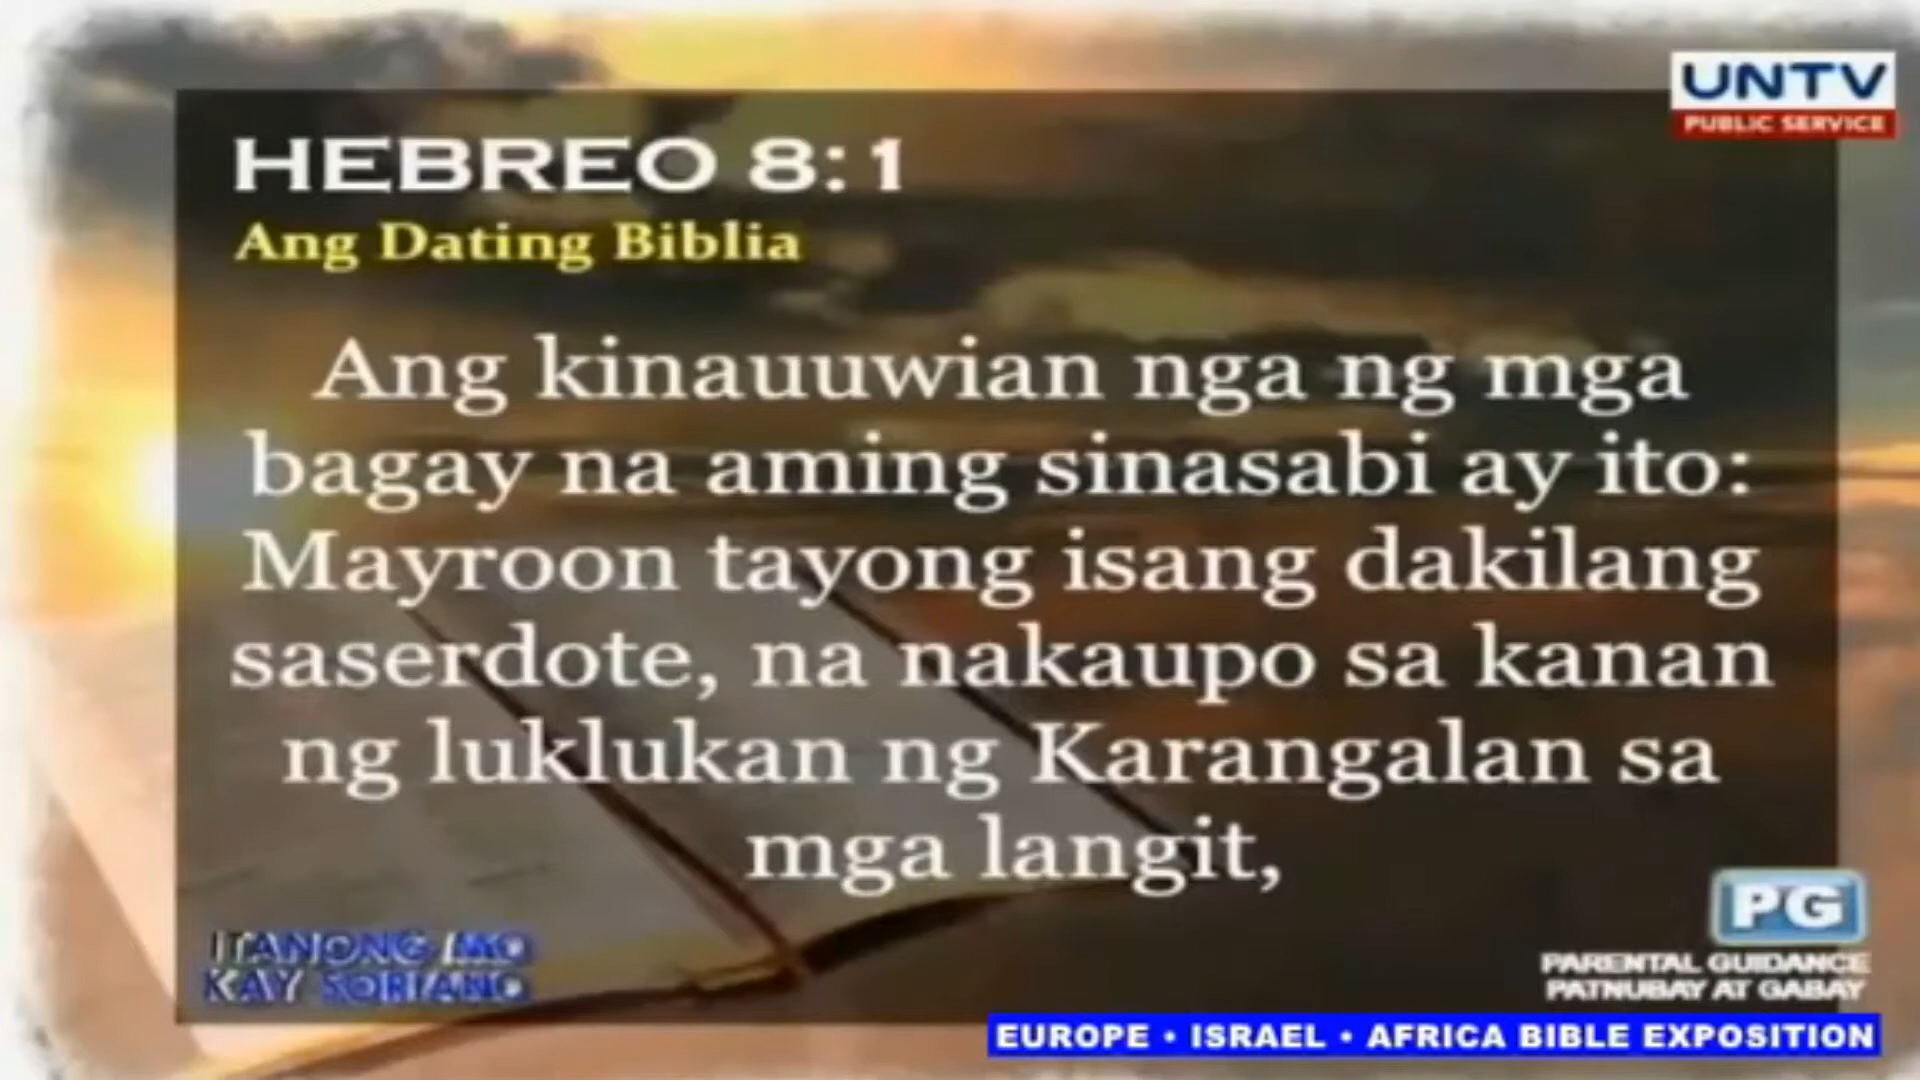 UNTV
PUBLIC SERVICE
HEBREO 8:1
Ang Dating Biblia
Ang kinauuwian nga ng mga
bagay na aming sinasabi ay ito:
Mayroon tayong isang dakilang
saserdote, na nakaupo sa kanan
ng luklukan ng Karangalan sa
mga langit,
ITANONG MO
KAY SORIANO
PG
PARENTAL GUIDANCE
PATNUBAY AT GABAY
EUROPE • ISRAEL • AFRICA BIBLE EXPOSITION